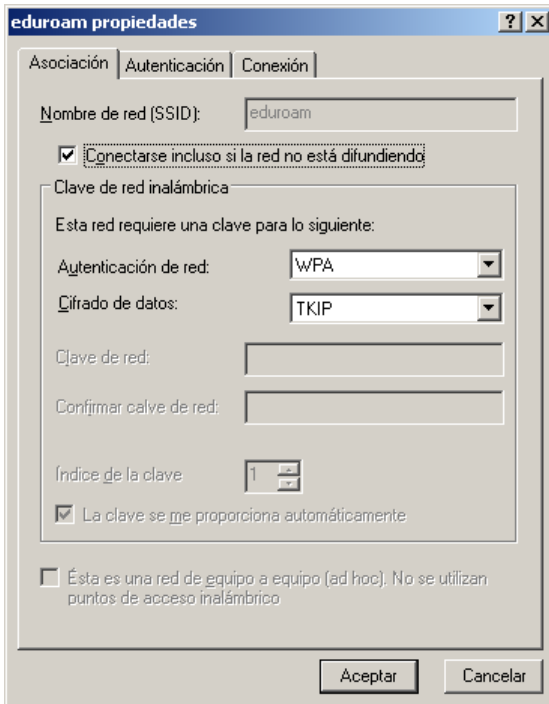 eduroam propiedades
Asociación Autenticación Conexión
Nombre de red (SSID): eduroam
Conectarse incluso si la red no está difundiendo
Clave de red inalámbrica
Esta red requiere una clave para lo siguiente:
Autenticación de red: WPA
Cifrado de datos: TKIP
Clave de red:
Confirmar calve de red:
Índice de la clave 1
La clave se me proporciona automáticamente
Ésta es una red de equipo a equipo (ad hoc). No se utilizan
puntos de acceso inalámbrico
Aceptar Cancelar